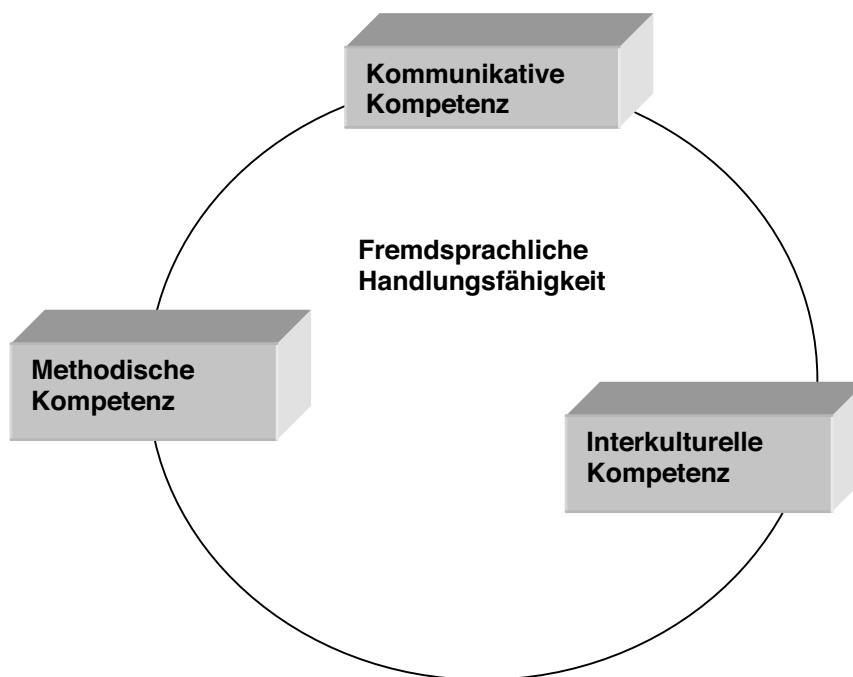 Kommunikative
Kompetenz
Fremdsprachliche
Handlungsfähigkeit
Methodische
Kompetenz
Interkulturelle
Kompetenz